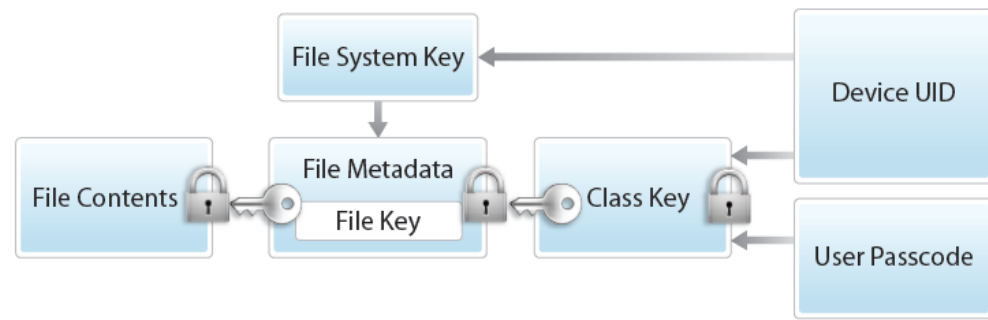 File System Key
Device UID
File Metadata
File Contents
Class Key
File Key
User Passcode